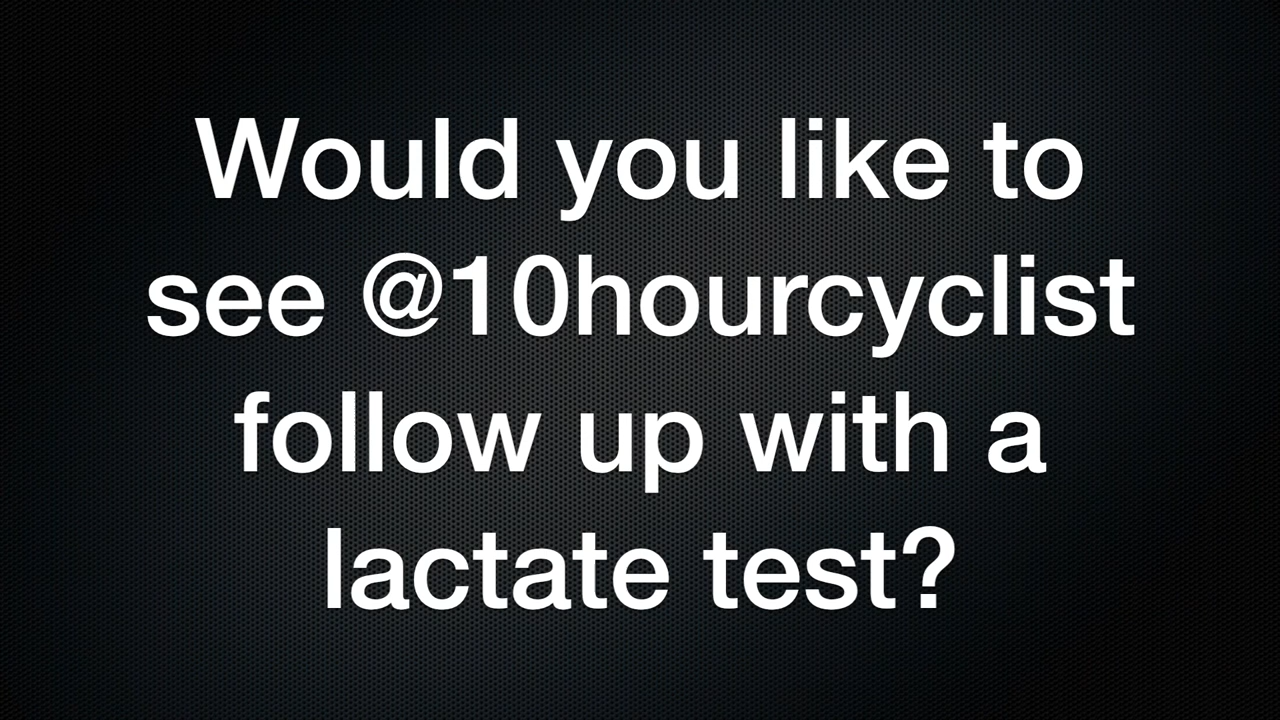 Would you like to
see @10hourcyclist
follow up with a
lactate test?